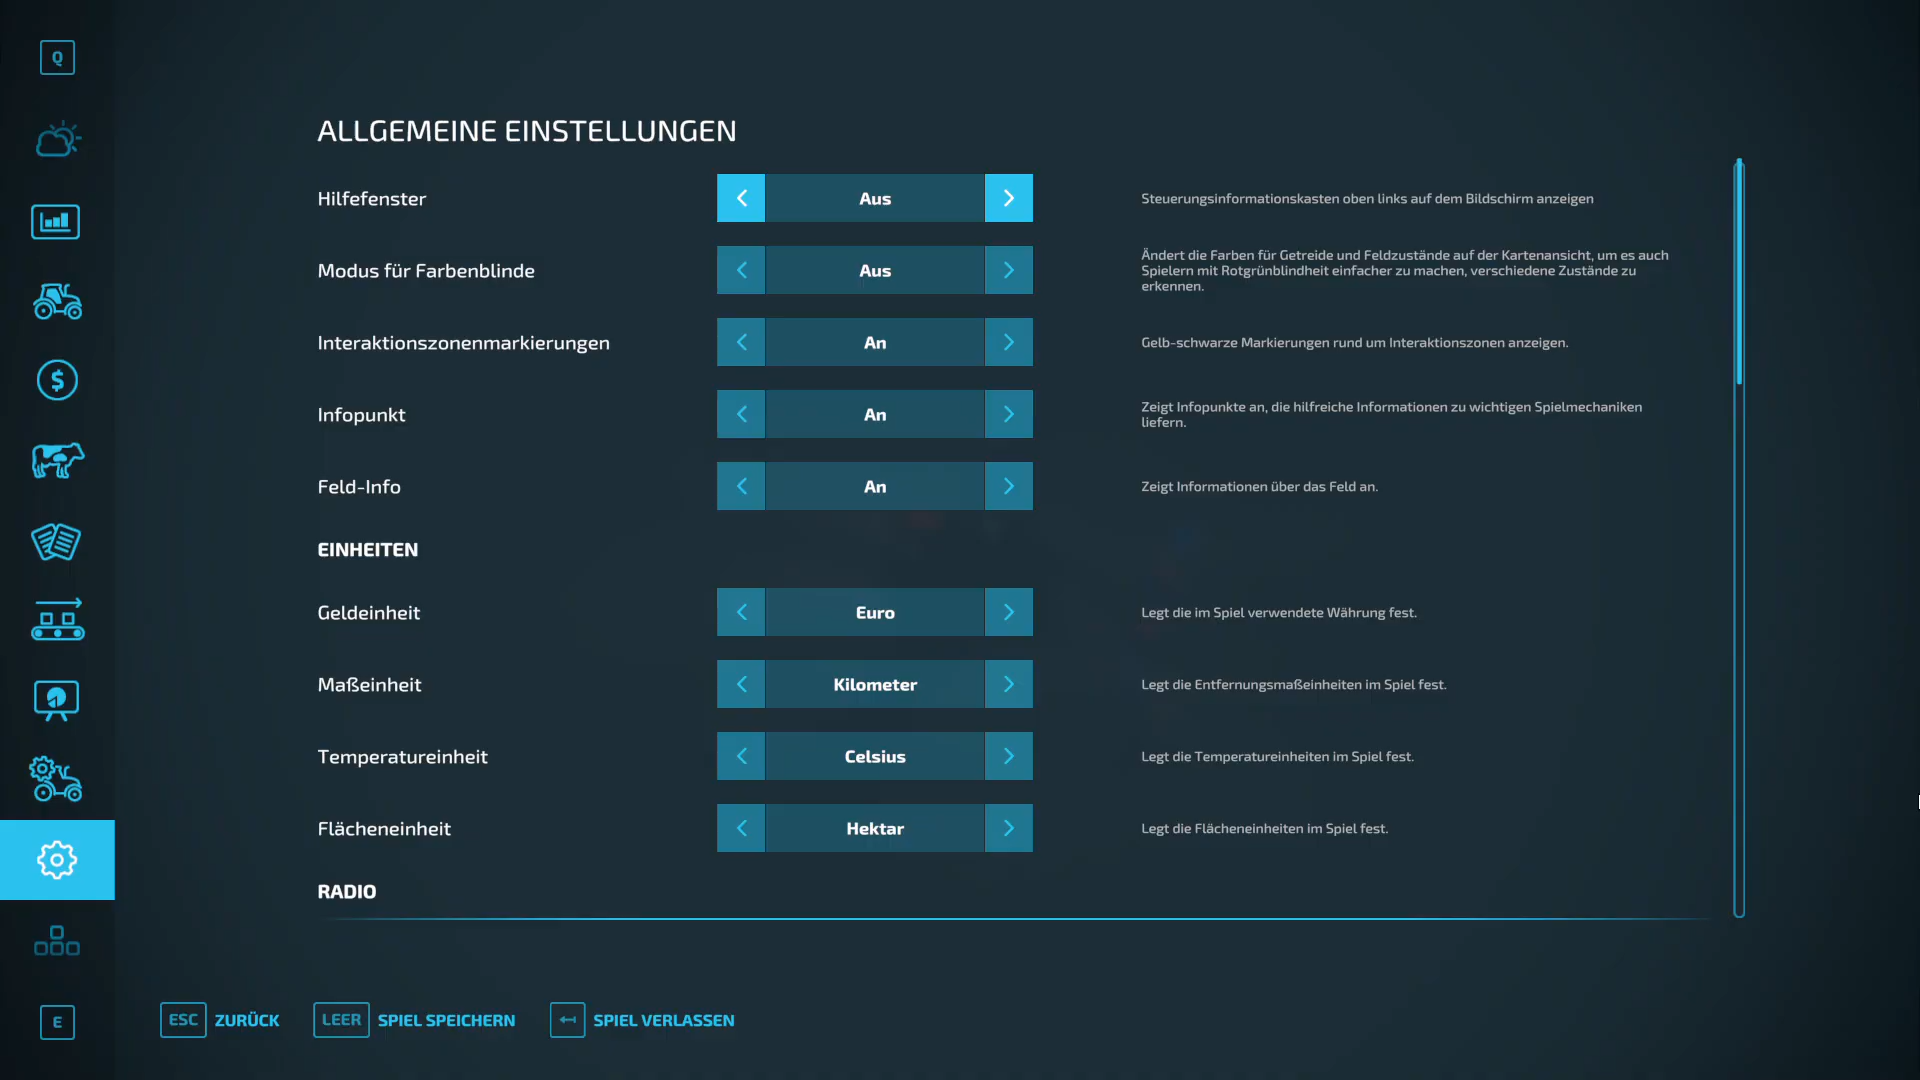 Q
ALLGEMEINE EINSTELLUNGEN
Hilfefenster
Aus
Steuerungsinformationskasten oben links auf dem Bildschirm anzeigen
Modus für Farbenblinde
Aus
Ändert die Farben für Getreide und Feldzustände auf der Kartenansicht, um es auch
Spielern mit Rotgrünblindheit einfacher zu machen, verschiedene Zustände zu
erkennen.
Interaktionszonenmarkierungen
An
Gelb-schwarze Markierungen rund um Interaktionszonen anzeigen.
Infopunkt
An
Zeigt Infopunkte an, die hilfreiche Informationen zu wichtigen Spielmechaniken
liefern.
Feld-Info
An
Zeigt Informationen über das Feld an.
EINHEITEN
Geldeinheit
Euro
Legt die im Spiel verwendete Währung fest.
Maßeinheit
Kilometer
Legt die Entfernungsmaßeinheiten im Spiel fest.
Temperatureinheit
Celsius
Legt die Temperatureinheiten im Spiel fest.
Flächeneinheit
Hektar
Legt die Flächeneinheiten im Spiel fest.
RADIO
E
ESC ZURÜCK
LEER SPIEL SPEICHERN
SPIEL VERLASSEN